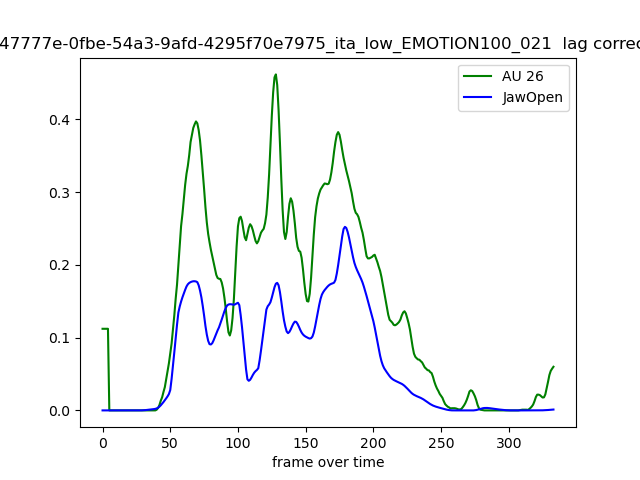 47777e-0fbe-54a3-9afd-4295f70e7975_ita_low_EMOTION100_021 lag correc
AU 26
JawOpen
0.4
0.3
0.2
0.1
0.0
0 50 100 150 200 250 300
frame over time